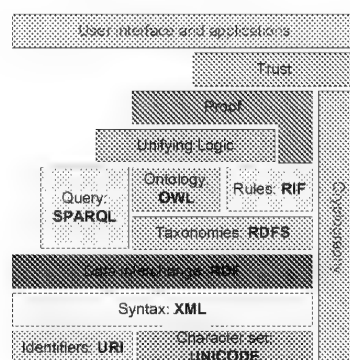 User interface and applications
Trust
Proof
Unifying Logic
Query:
SPARQL
Ontology:
OWL
Rules: RIF
Taxonomies: RDFS
Cryptography
Data interchange: RDF
Syntax: XML
Identifiers: URI
Character set:
UNICODE